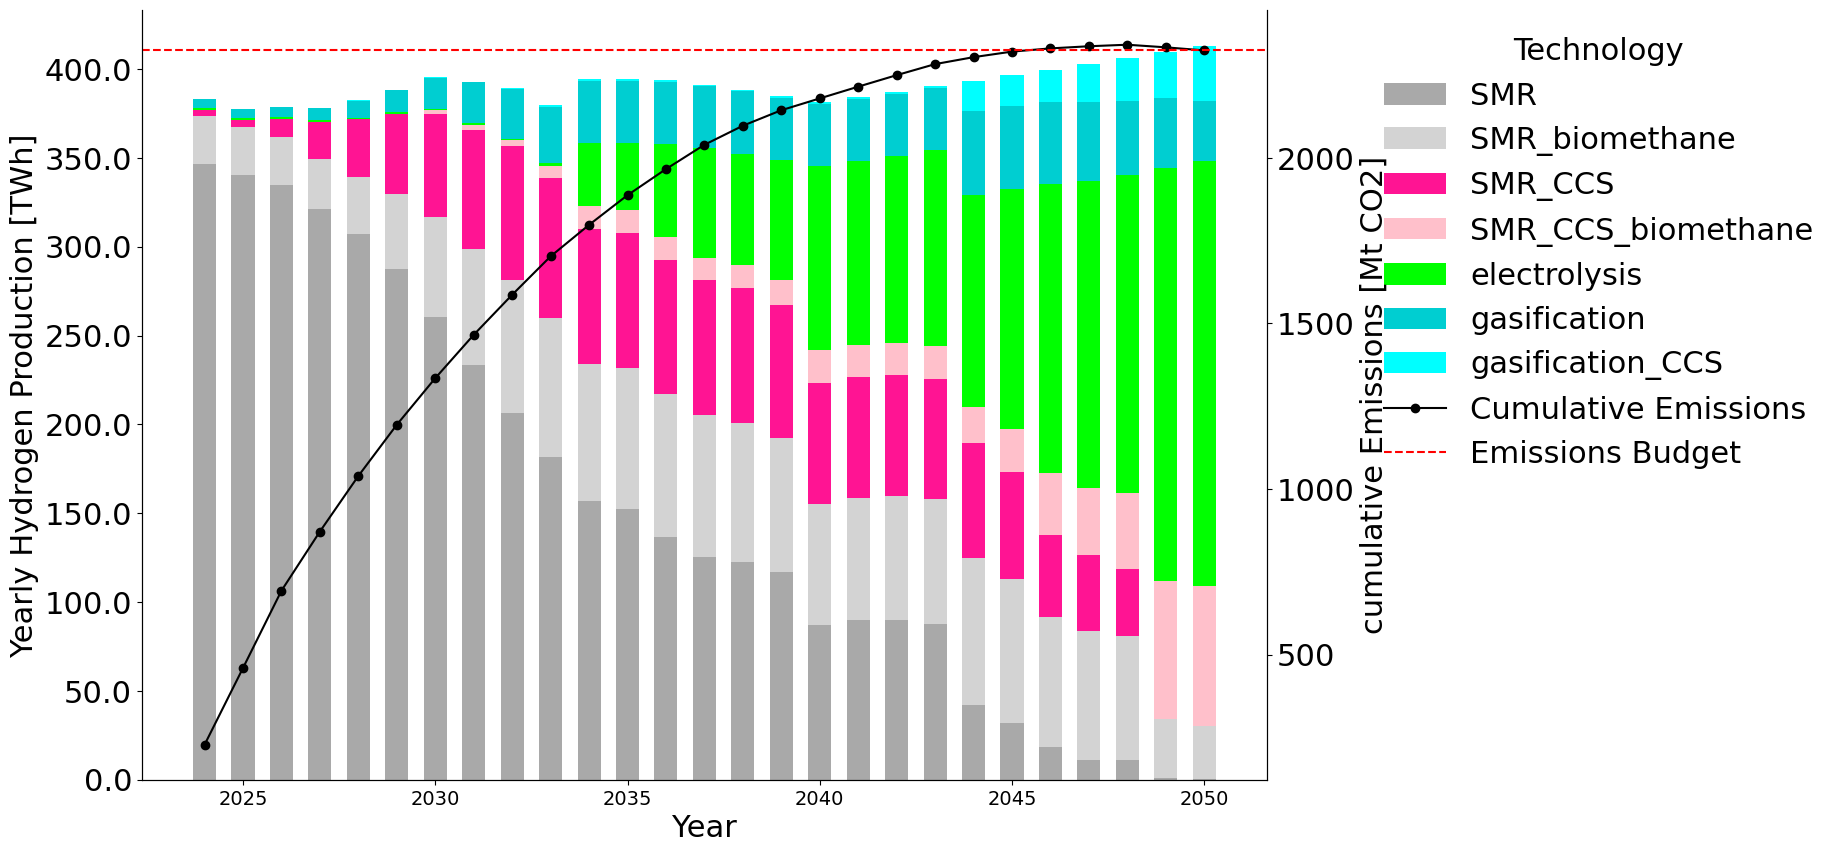 Yearly Hydrogen Production [TWh]
400.0
350.0
300.0
250.0
200.0
150.0
100.0
50.0
0.0
2025
2030
2035
2040
2045
2050
Year
2000
1500
1000
500
cumulative Emissions [Mt CO2]
Technology
SMR
SMR_biomethane
SMR_CCS
SMR_CCS_biomethane
electrolysis
gasification
gasification_CCS
Cumulative Emissions
Emissions Budget